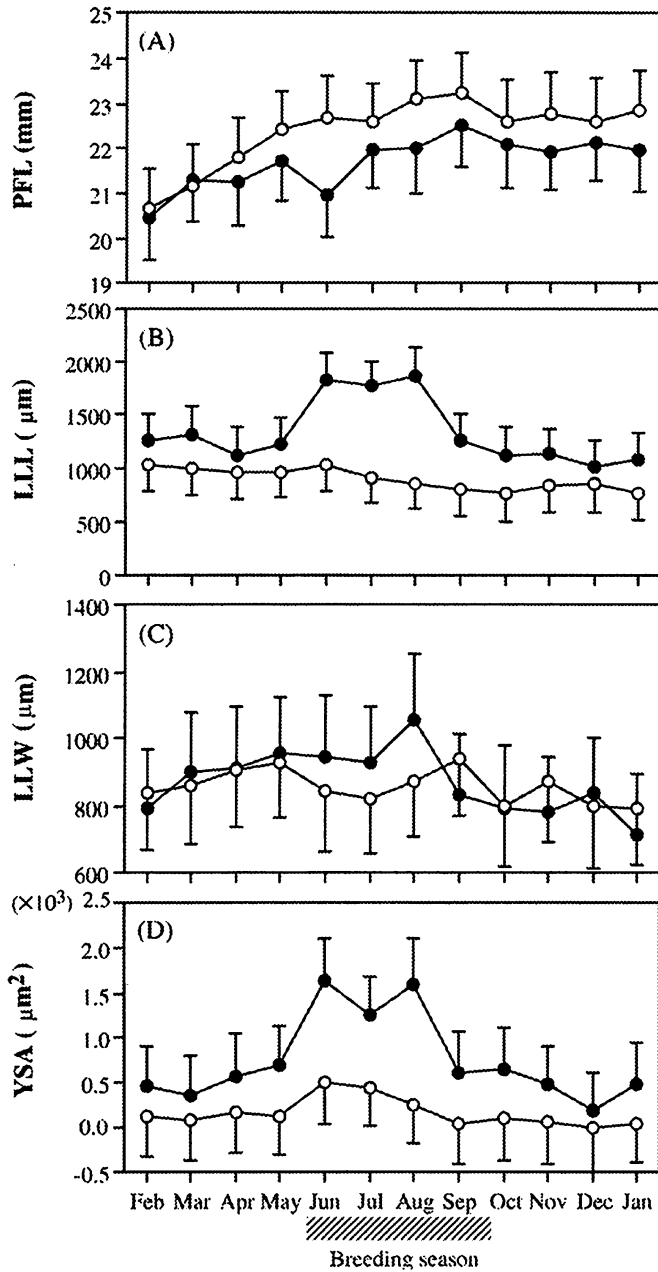 (A)
PFL (mm)
25
24
23
22
21
20
19
(B)
LLL ( μm)
2500
2000
1500
1000
500
0
(C)
LLW ( μm)
1400
1200
1000
800
600
(D)
YSA ( μm²)
(×10³)
2.5
2.0
1.5
1.0
0.5
0.0
-0.5
Feb Mar Apr May Jun Jul Aug Sep Oct Nov Dec Jan
Breeding season